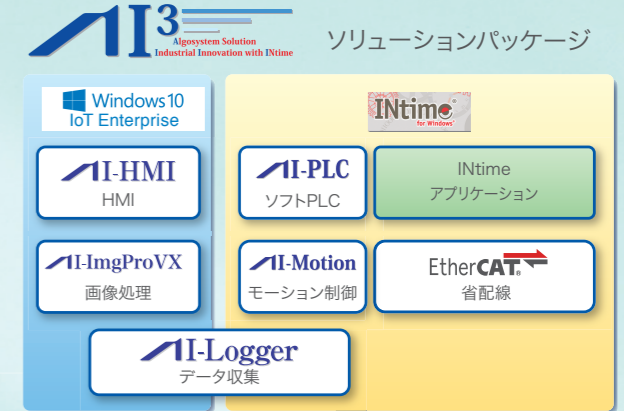 AI³
Algosystem Solution
Industrial Innovation with INtime
ソリューションパッケージ
Windows10
IoT Enterprise
AI-HMI
HMI
AI-ImgProVX
画像処理
INtime®
for Windows®
AI-PLC
ソフトPLC
INtime
アプリケーション
AI-Motion
モーション制御
EtherCAT®
省配線
AI-Logger
データ収集